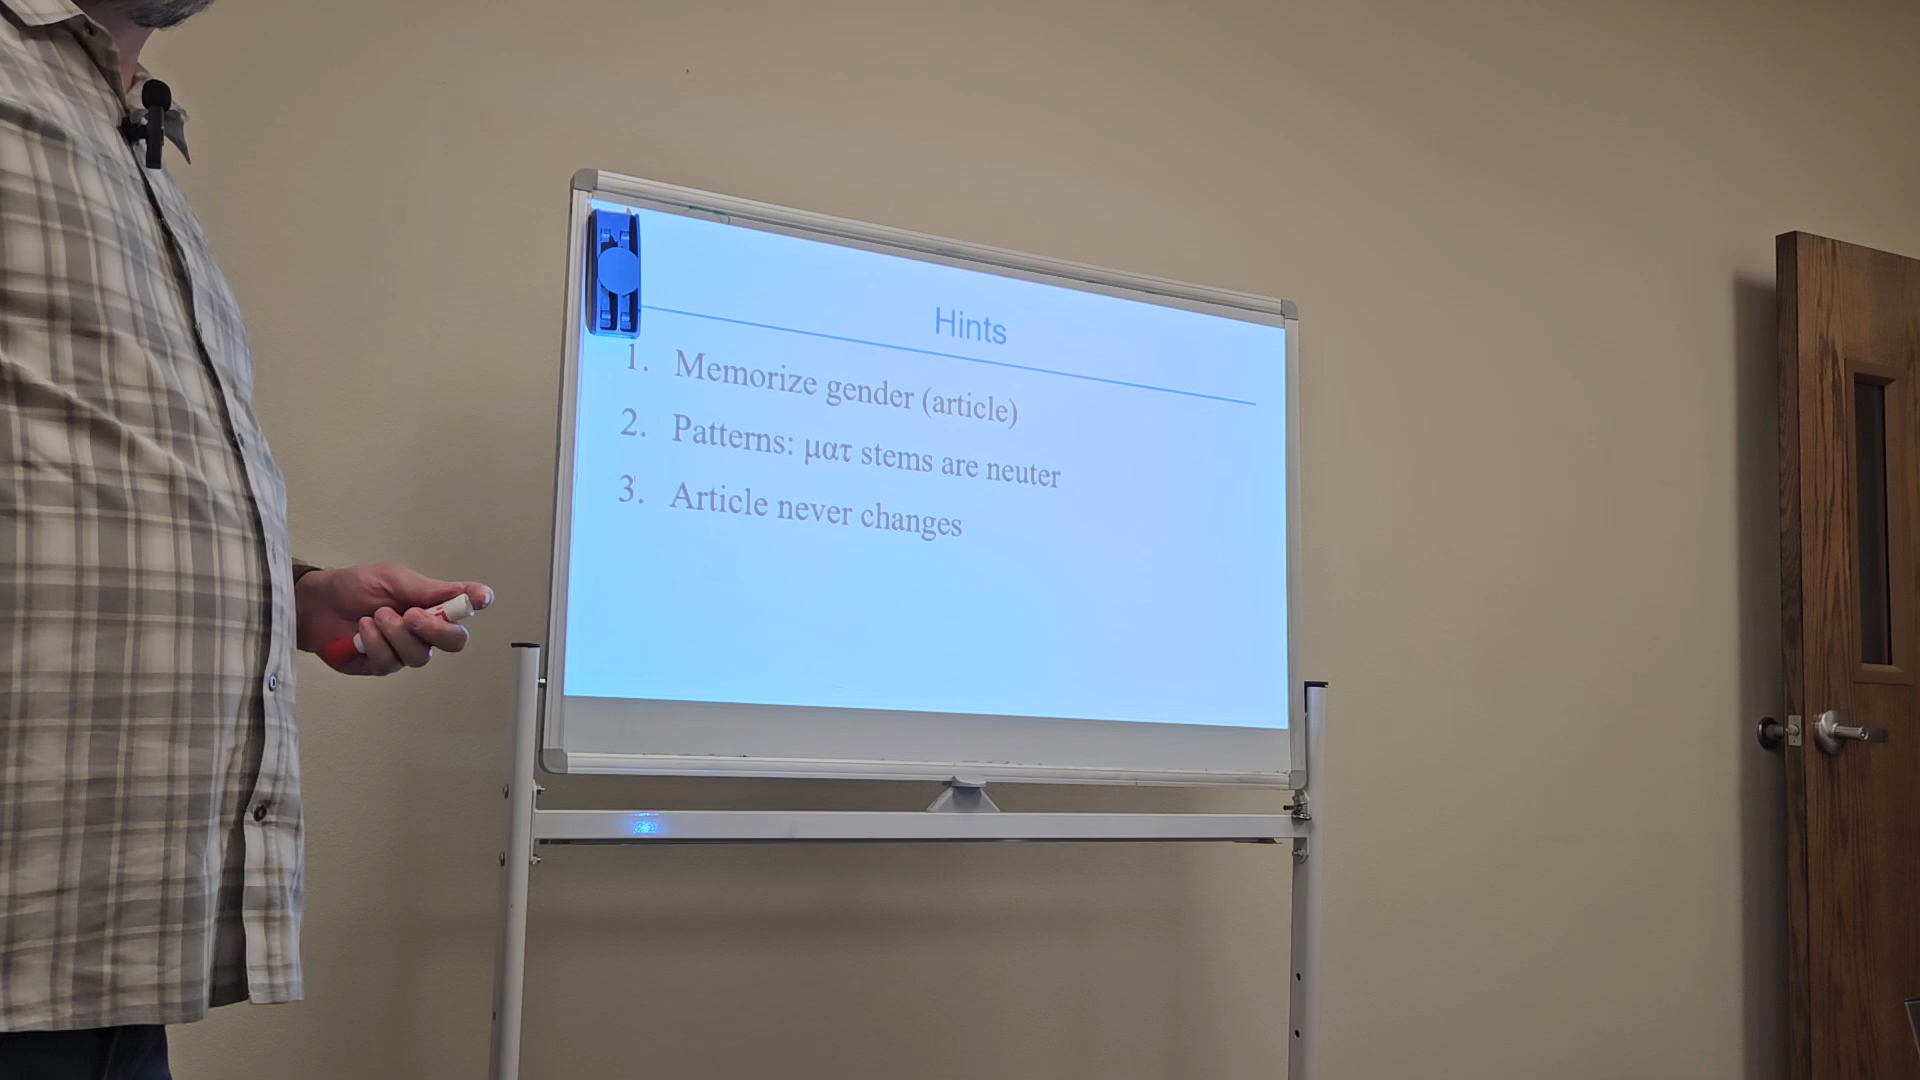 Hints
1. Memorize gender (article)
2. Patterns: ματ stems are neuter
3. Article never changes